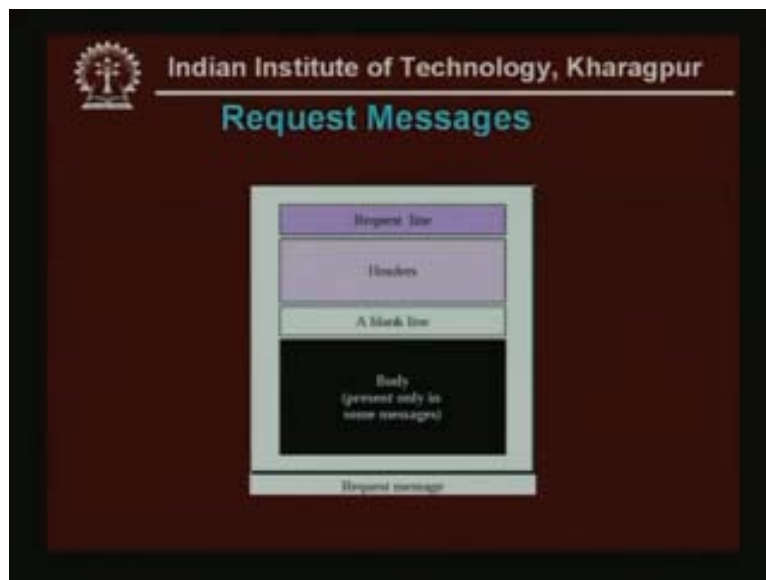 Indian Institute of Technology, Kharagpur
Request Messages
Request line
Headers
A blank line
Body
(present only in
some messages)
Request message